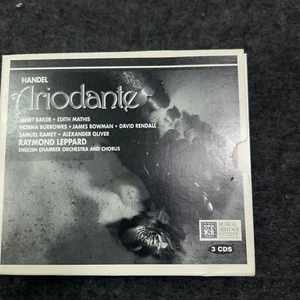 HANDEL
Ariodante
JANET BAKER • EDITH MATHIS
NORMA BURROWES • JAMES BOWMAN • DAVID RENDALL
SAMUEL RAMEY • ALEXANDER OLIVER
RAYMOND LEPPARD
ENGLISH CHAMBER ORCHESTRA AND CHORUS
MUSICAL
HERITAGE
SOCIETY
3 CDS